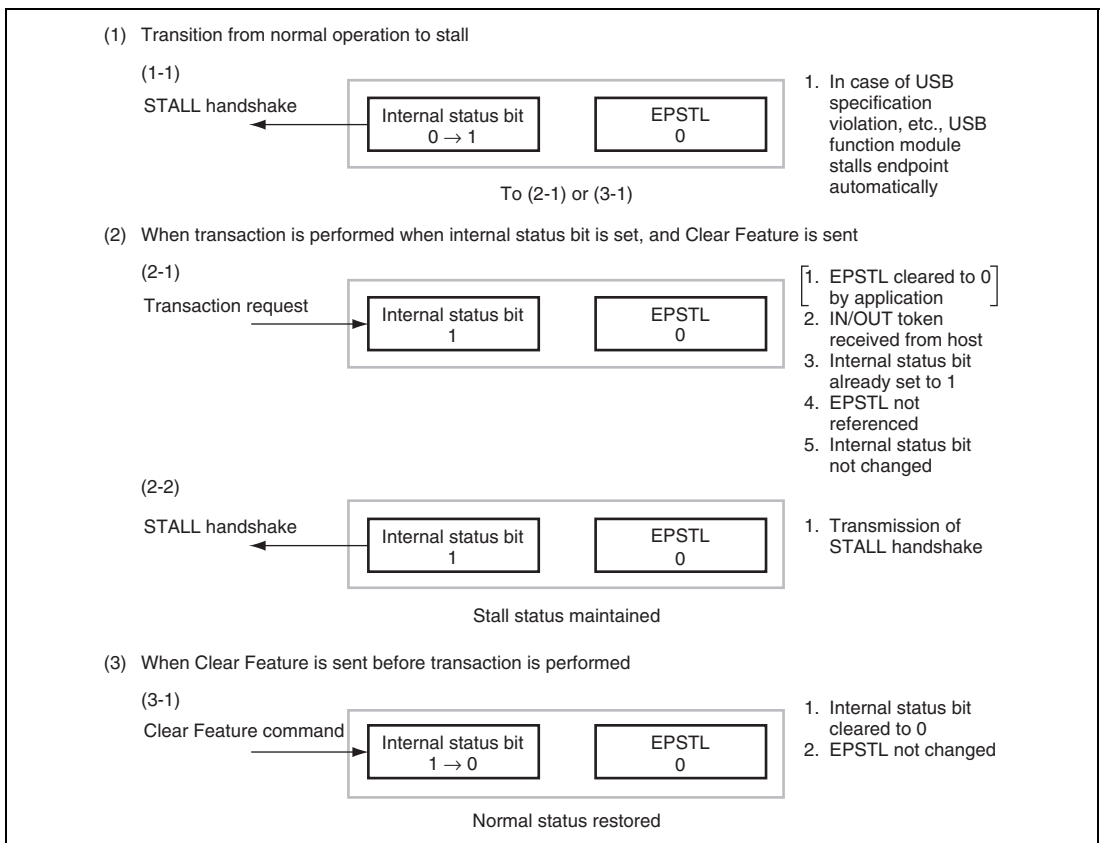 (1) Transition from normal operation to stall
(1-1)
STALL handshake
Internal status bit
0 → 1
EPSTL
0
To (2-1) or (3-1)
1. In case of USB
specification
violation, etc., USB
function module
stalls endpoint
automatically
(2) When transaction is performed when internal status bit is set, and Clear Feature is sent
(2-1)
Transaction request
Internal status bit
1
EPSTL
0
1. EPSTL cleared to 0
by application
2. IN/OUT token
received from host
3. Internal status bit
already set to 1
4. EPSTL not
referenced
5. Internal status bit
not changed
(2-2)
STALL handshake
Internal status bit
1
EPSTL
0
1. Transmission of
STALL handshake
Stall status maintained
(3) When Clear Feature is sent before transaction is performed
(3-1)
Clear Feature command
Internal status bit
1 → 0
EPSTL
0
1. Internal status bit
cleared to 0
2. EPSTL not changed
Normal status restored